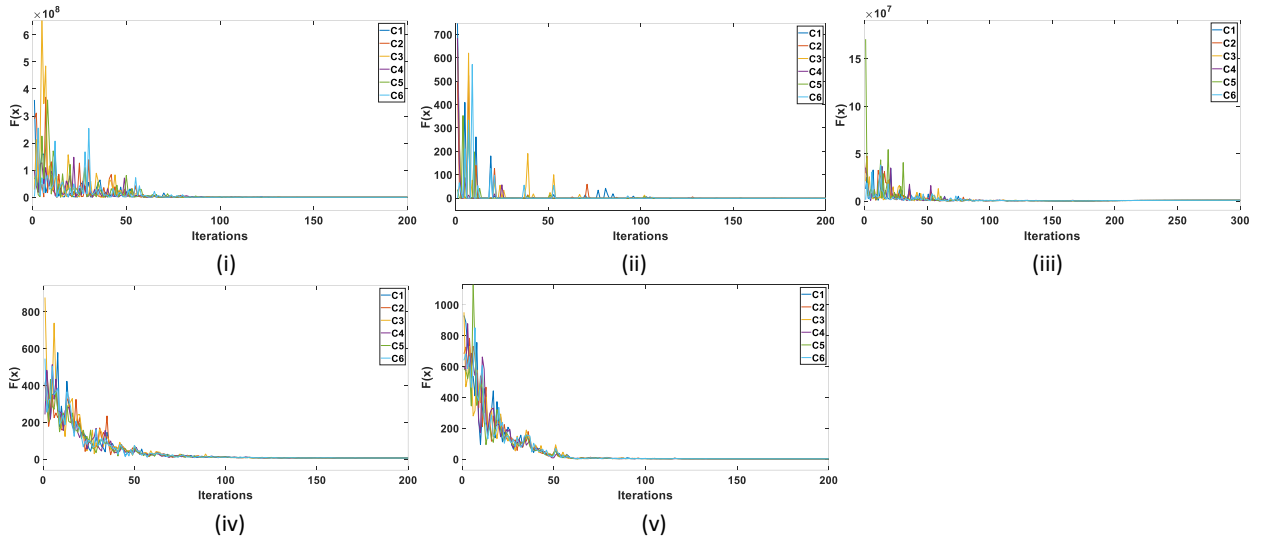 ×10⁸
6
5
4
3
2
1
0
F(x)
0 50 100 150 200
Iterations
C1
C2
C3
C4
C5
C6
(i)
700
600
500
400
300
200
100
0
F(x)
0 50 100 150 200
Iterations
C1
C2
C3
C4
C5
C6
(ii)
×10⁷
15
10
5
0
F(x)
0 50 100 150 200 250 300
Iterations
C1
C2
C3
C4
C5
C6
(iii)
800
600
400
200
0
F(x)
0 50 100 150 200
Iterations
C1
C2
C3
C4
C5
C6
(iv)
1000
800
600
400
200
0
F(x)
0 50 100 150 200
Iterations
C1
C2
C3
C4
C5
C6
(v)